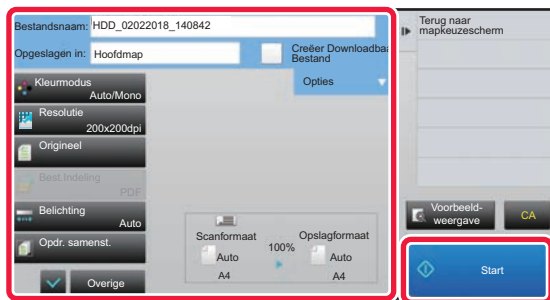 Bestandsnaam: HDD_02022018_140842
Opgeslagen in: Hoofdmap
Creëer Downloadbaa
Bestand
Opties
Kleurmodus
Auto/Mono
Resolutie
200x200dpi
Origineel
Best.Indeling
PDF
Belichting
Auto
Opdr. samenst.
Overige
Scanformaat
Auto
A4
100%
Opslagformaat
Auto
A4
Terug naar
mapkeuzescherm
Voorbeeld-
weergave
CA
Start